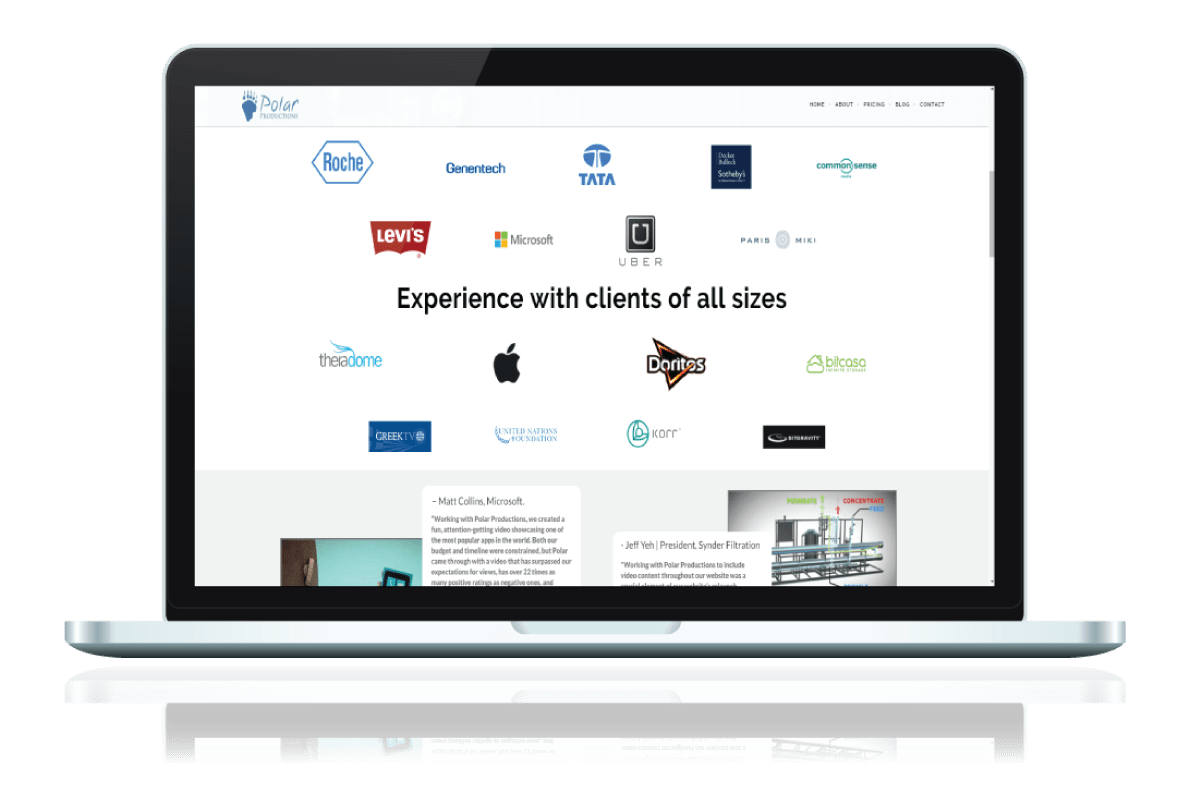 Polar
PRODUCTIONS
HOME ABOUT PRICING BLOG CONTACT
Roche
Genentech
TATA
Decker
Bullock
Sotheby's
common sense
media
LEVI'S
Microsoft
UBER
PARIS MIKI
Experience with clients of all sizes
theradome
Doritos
bitcasa
INFINITE STORAGE
GREEKTV
UNITED NATIONS
FOUNDATION
korr
BITGRAVITY
– Matt Collins, Microsoft.
"Working with Polar Productions, we created a
fun, attention-getting video showcasing one of
the most popular apps in the world. Both our
budget and timeline were constrained, but Polar
came through with a video that has surpassed our
expectations for views, has over 22 times as
many positive ratings as negative ones, and
PERMEATE
CONCENTRATE
FEED
- Jeff Yeh | President, Synder Filtration
"Working with Polar Productions to include
video content throughout our website was a